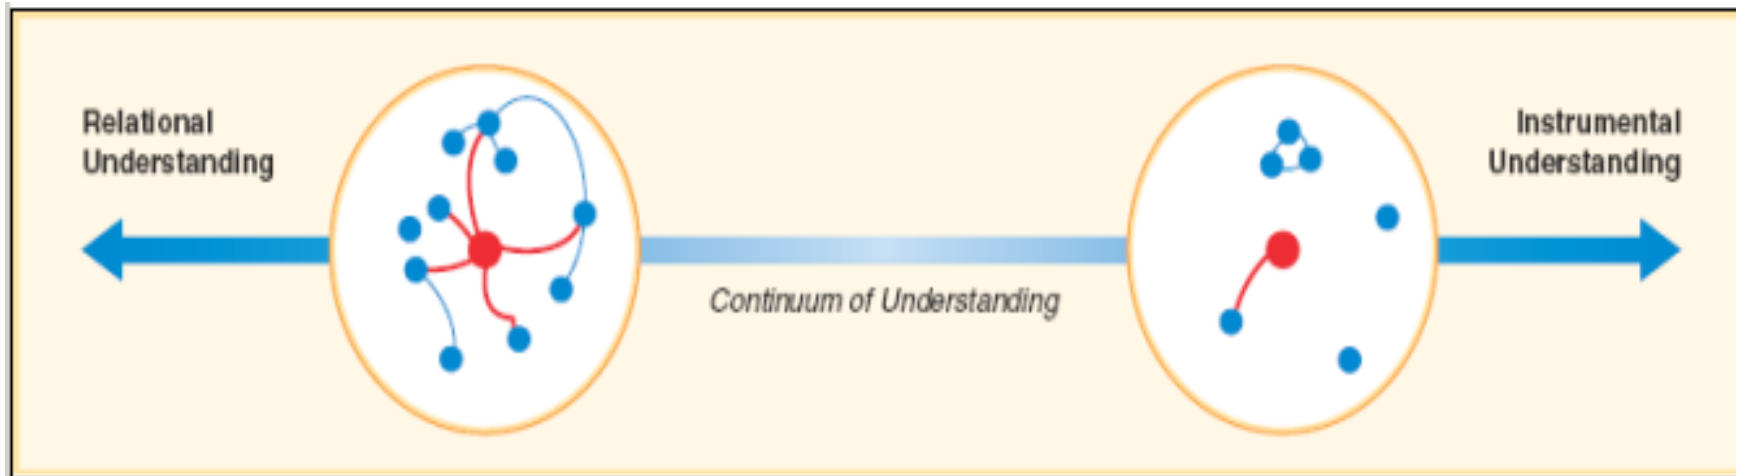 Relational
Understanding
Continuum of Understanding
Instrumental
Understanding